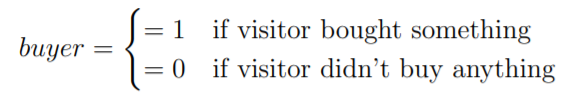 buyer = { = 1 if visitor bought something
= 0 if visitor didn't buy anything